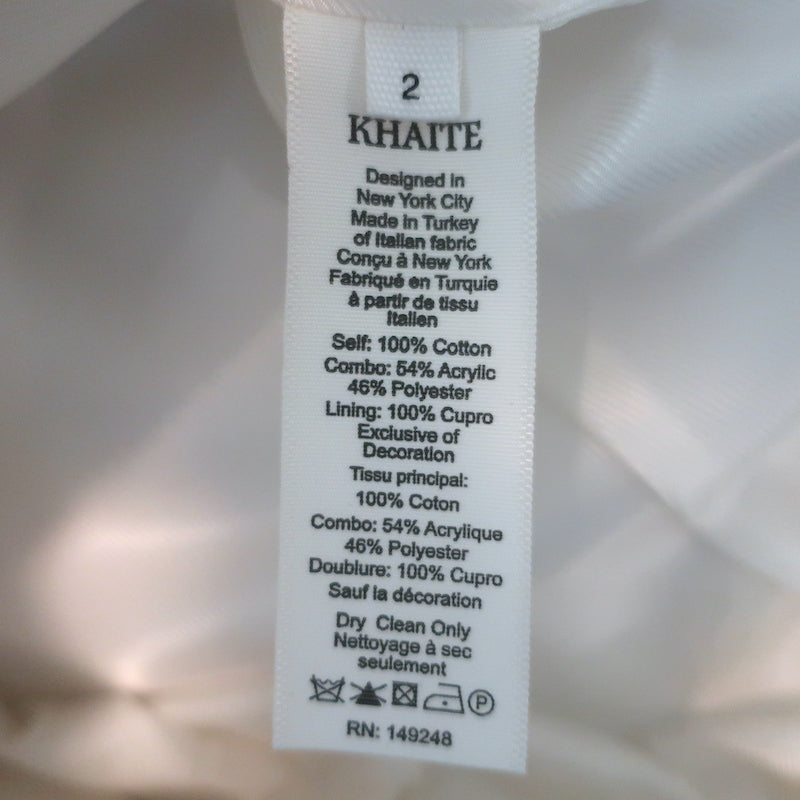 2
KHAITE
Designed in
New York City
Made in Turkey
of Italian fabric
Conçu à New York
Fabriqué en Turquie
à partir de tissu
Italien
Self: 100% Cotton
Combo: 54% Acrylic
46% Polyester
Lining: 100% Cupro
Exclusive of
Decoration
Tissu principal:
100% Coton
Combo: 54% Acrylique
46% Polyester
Doublure: 100% Cupro
Sauf la décoration
Dry Clean Only
Nettoyage à sec
seulement
P
RN: 149248